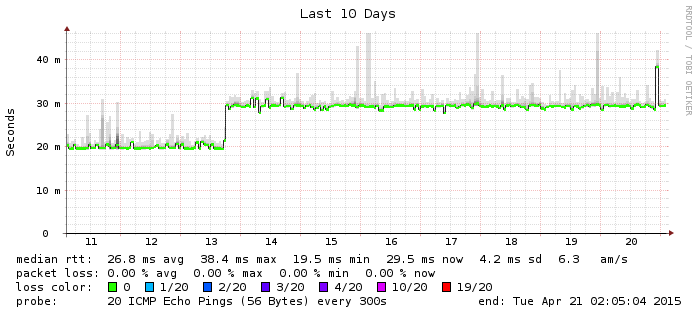 Last 10 Days
RRDTOOL / TOBI OETIKER
Seconds
40 m
30 m
20 m
10 m
0
11 12 13 14 15 16 17 18 19 20
median rtt: 26.8 ms avg 38.4 ms max 19.5 ms min 29.5 ms now 4.2 ms sd 6.3 am/s
packet loss: 0.00 % avg 0.00 % max 0.00 % min 0.00 % now
loss color: 0 1/20 2/20 3/20 4/20 10/20 19/20
probe: 20 ICMP Echo Pings (56 Bytes) every 300s end: Tue Apr 21 02:05:04 2015